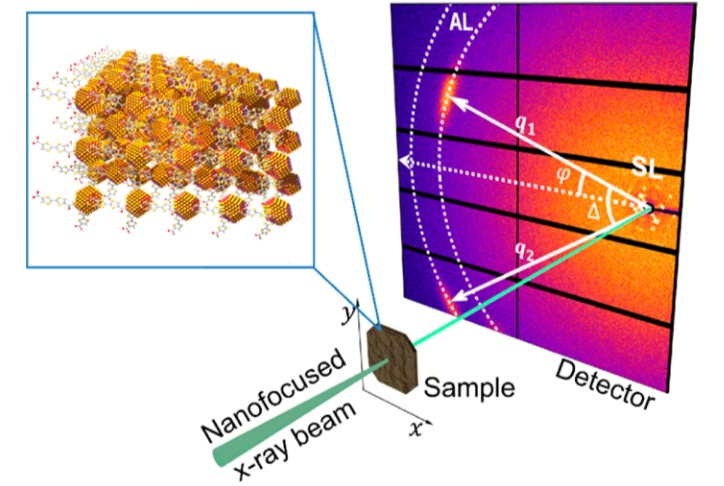 AL
q1
SL
φ
Δ
q2
y
Detector
Nanofocused
x-ray beam
Sample
x